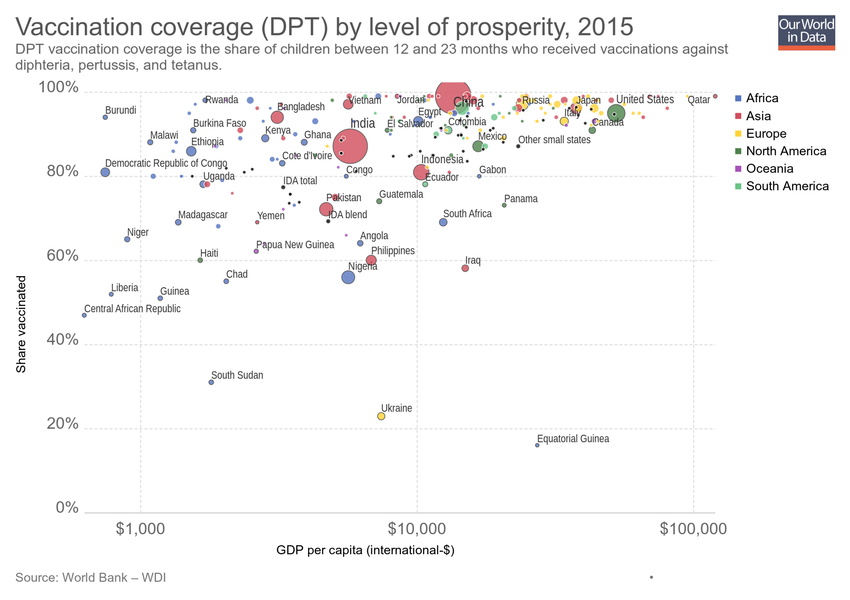 Vaccination coverage (DPT) by level of prosperity, 2015
Our World
in Data
DPT vaccination coverage is the share of children between 12 and 23 months who received vaccinations against
diphteria, pertussis, and tetanus.
100%
80%
60%
40%
20%
0%
Share vaccinated
Rwanda
Vietnam
Jordan
China
Russia
Japan
United States
Qatar
Burundi
Bangladesh
Egypt
Italy
Burkina Faso
India
El Salvador
Colombia
Canada
Malawi
Ethiopia
Kenya
Ghana
Mexico
Other small states
Democratic Republic of Congo
Cote d'Ivoire
Indonesia
Uganda
IDA total
Congo
Ecuador
Gabon
Pakistan
Guatemala
Panama
Madagascar
Yemen
IDA blend
South Africa
Niger
Papua New Guinea
Angola
Haiti
Philippines
Chad
Nigeria
Iraq
Liberia
Guinea
Central African Republic
South Sudan
Ukraine
Equatorial Guinea
Africa
Asia
Europe
North America
Oceania
South America
$1,000
$10,000
$100,000
GDP per capita (international-$)
Source: World Bank – WDI